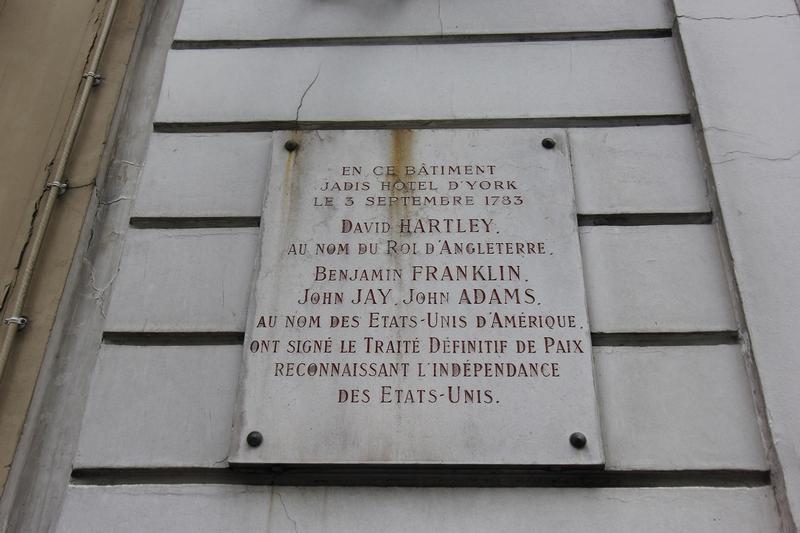 EN CE BÂTIMENT
JADIS HÔTEL D'YORK
LE 3 SEPTEMBRE 1783
DAVID HARTLEY,
AU NOM DU ROI D'ANGLETERRE,
BENJAMIN FRANKLIN,
JOHN JAY, JOHN ADAMS,
AU NOM DES ETATS-UNIS D'AMÉRIQUE,
ONT SIGNÉ LE TRAITÉ DÉFINITIF DE PAIX
RECONNAISSANT L'INDÉPENDANCE
DES ETATS-UNIS.